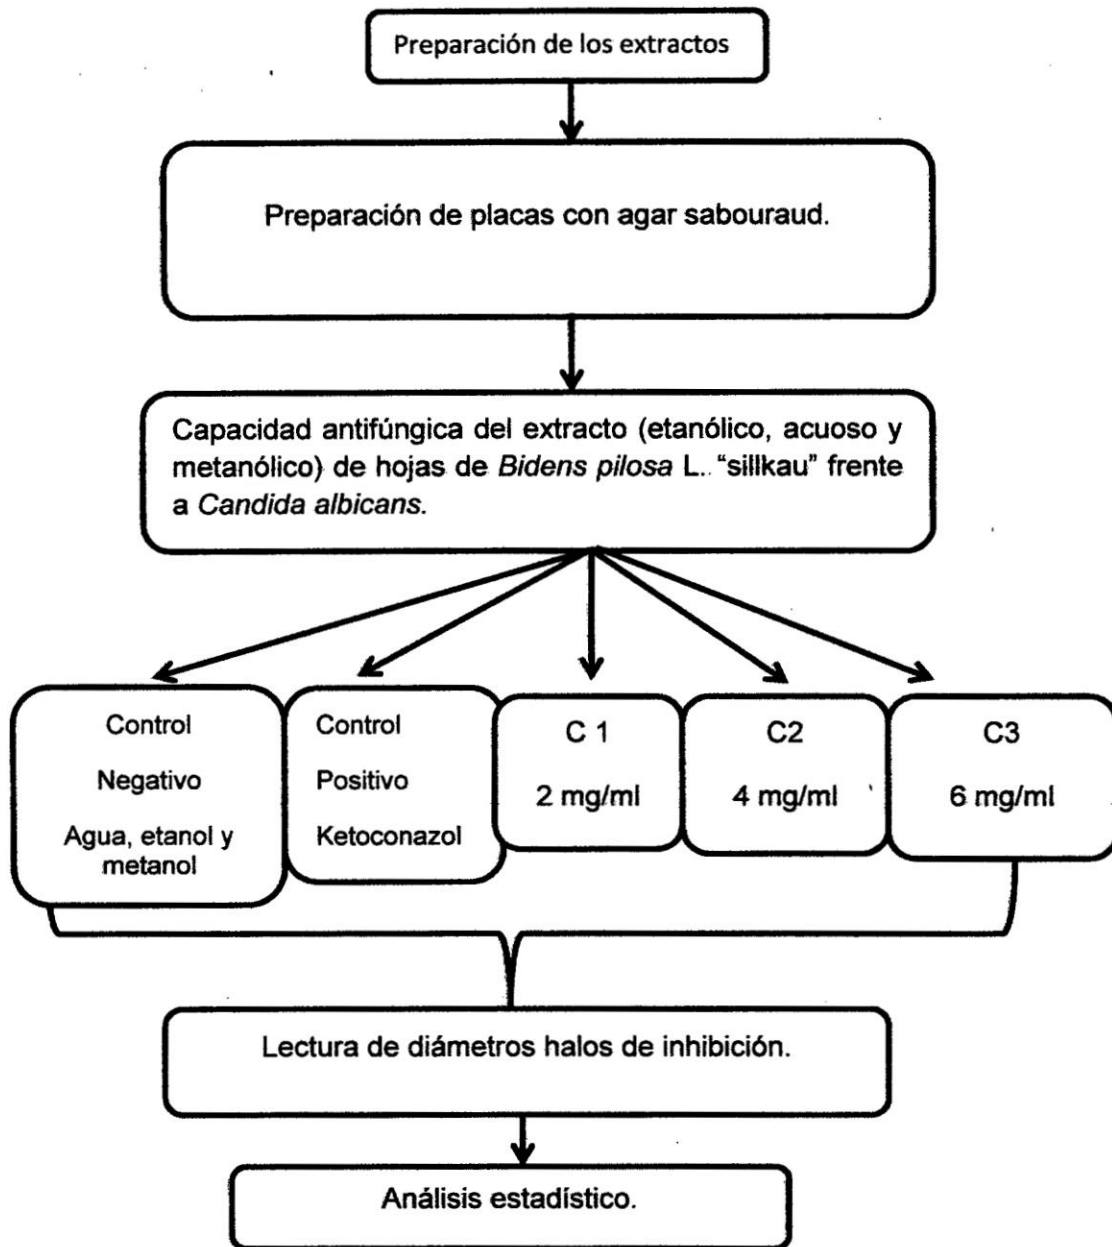 Preparación de los extractos
Preparación de placas con agar sabouraud.
Capacidad antifúngica del extracto (etanólico, acuoso y
metanólico) de hojas de Bidens pilosa L. “sillkau” frente
a Candida albicans.
Control
Negativo
Agua, etanol y
metanol
Control
Positivo
Ketoconazol
C 1
2 mg/ml
C2
4 mg/ml
C3
6 mg/ml
Lectura de diámetros halos de inhibición.
Análisis estadístico.